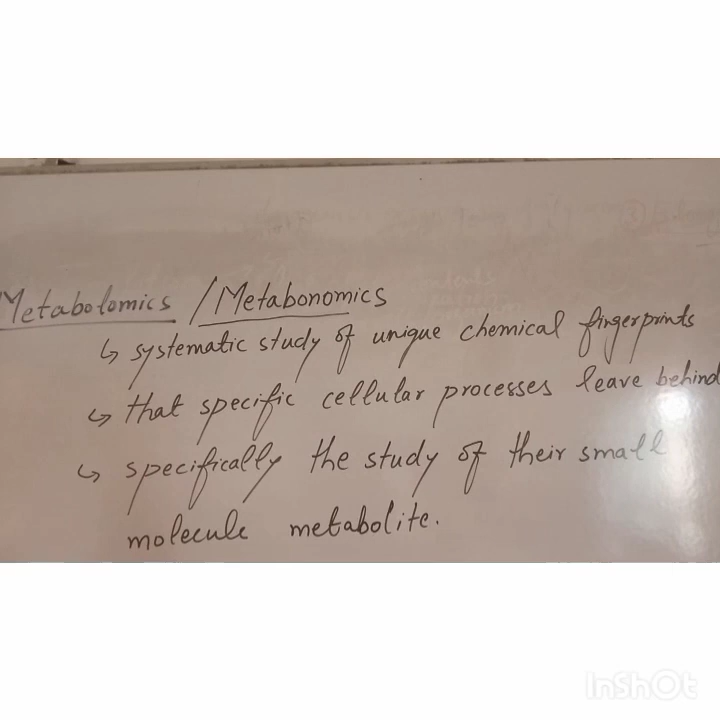 Metabolomics / Metabonomics
↳ systematic study of unique chemical fingerprints
↳ that specific cellular processes leave behind
↳ specifically the study of their small
molecule metabolite.
InShOt